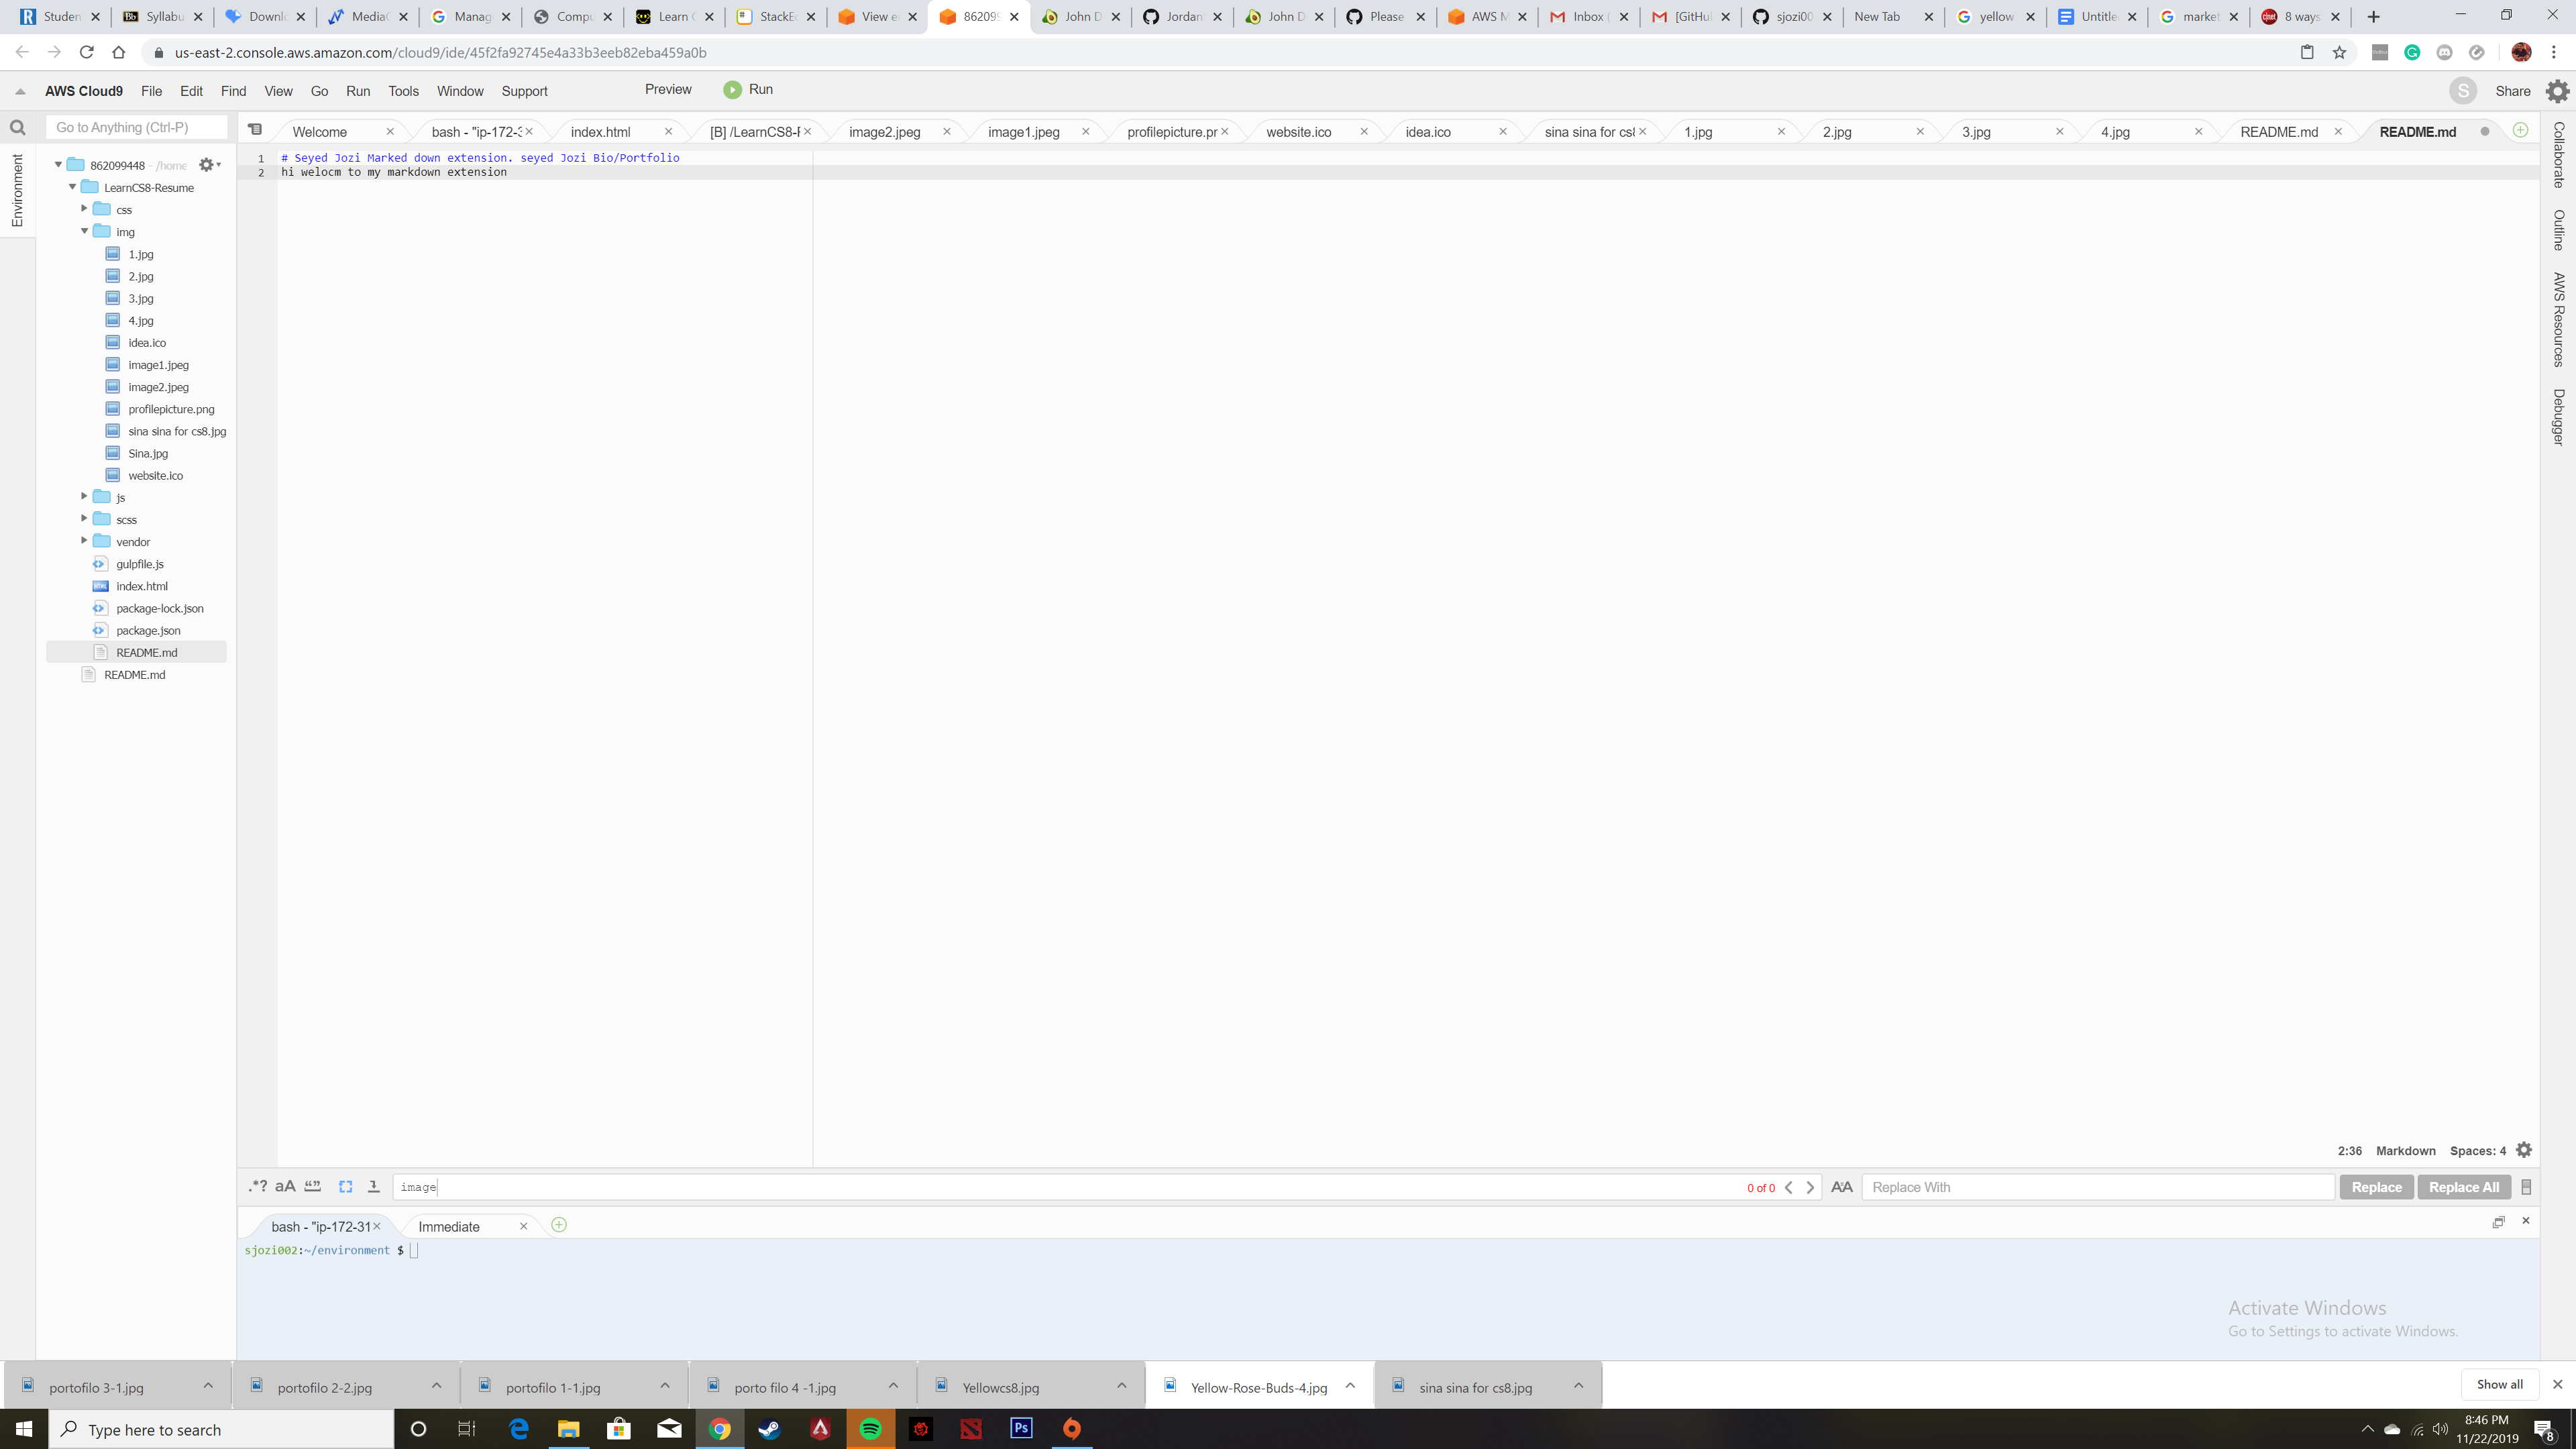 Studen Syllabu Downlo MediaC Manag Compu Learn C StackE View e 862099 John D Jordan John D Please AWS M Inbox ( [GitHu sjozi00 New Tab yellow Untitle market 8 ways
us-east-2.console.aws.amazon.com/cloud9/ide/45f2fa92745e4a33b3eeb82eba459a0b
AWS Cloud9 File Edit Find View Go Run Tools Window Support Preview Run S Share
Go to Anything (Ctrl-P) Welcome bash - "ip-172-3 index.html [B] /LearnCS8-F image2.jpeg image1.jpeg profilepicture.pr website.ico idea.ico sina sina for cs8 1.jpg 2.jpg 3.jpg 4.jpg README.md README.md
Environment
862099448 - /home
LearnCS8-Resume
css
img
1.jpg
2.jpg
3.jpg
4.jpg
idea.ico
image1.jpeg
image2.jpeg
profilepicture.png
sina sina for cs8.jpg
Sina.jpg
website.ico
js
scss
vendor
gulpfile.js
index.html
package-lock.json
package.json
README.md
README.md
1 # Seyed Jozi Marked down extension. seyed Jozi Bio/Portfolio
2 hi welocm to my markdown extension
Collaborate
Outline
AWS Resources
Debugger
2:36 Markdown Spaces: 4
.*? aA image 0 of 0 Replace With Replace Replace All
bash - "ip-172-31 Immediate
sjozi002:~/environment $
Activate Windows
Go to Settings to activate Windows.
portofilo 3-1.jpg portofilo 2-2.jpg portofilo 1-1.jpg porto filo 4 -1.jpg Yellowcs8.jpg Yellow-Rose-Buds-4.jpg sina sina for cs8.jpg Show all
Type here to search Ps 8:46 PM
11/22/2019 8